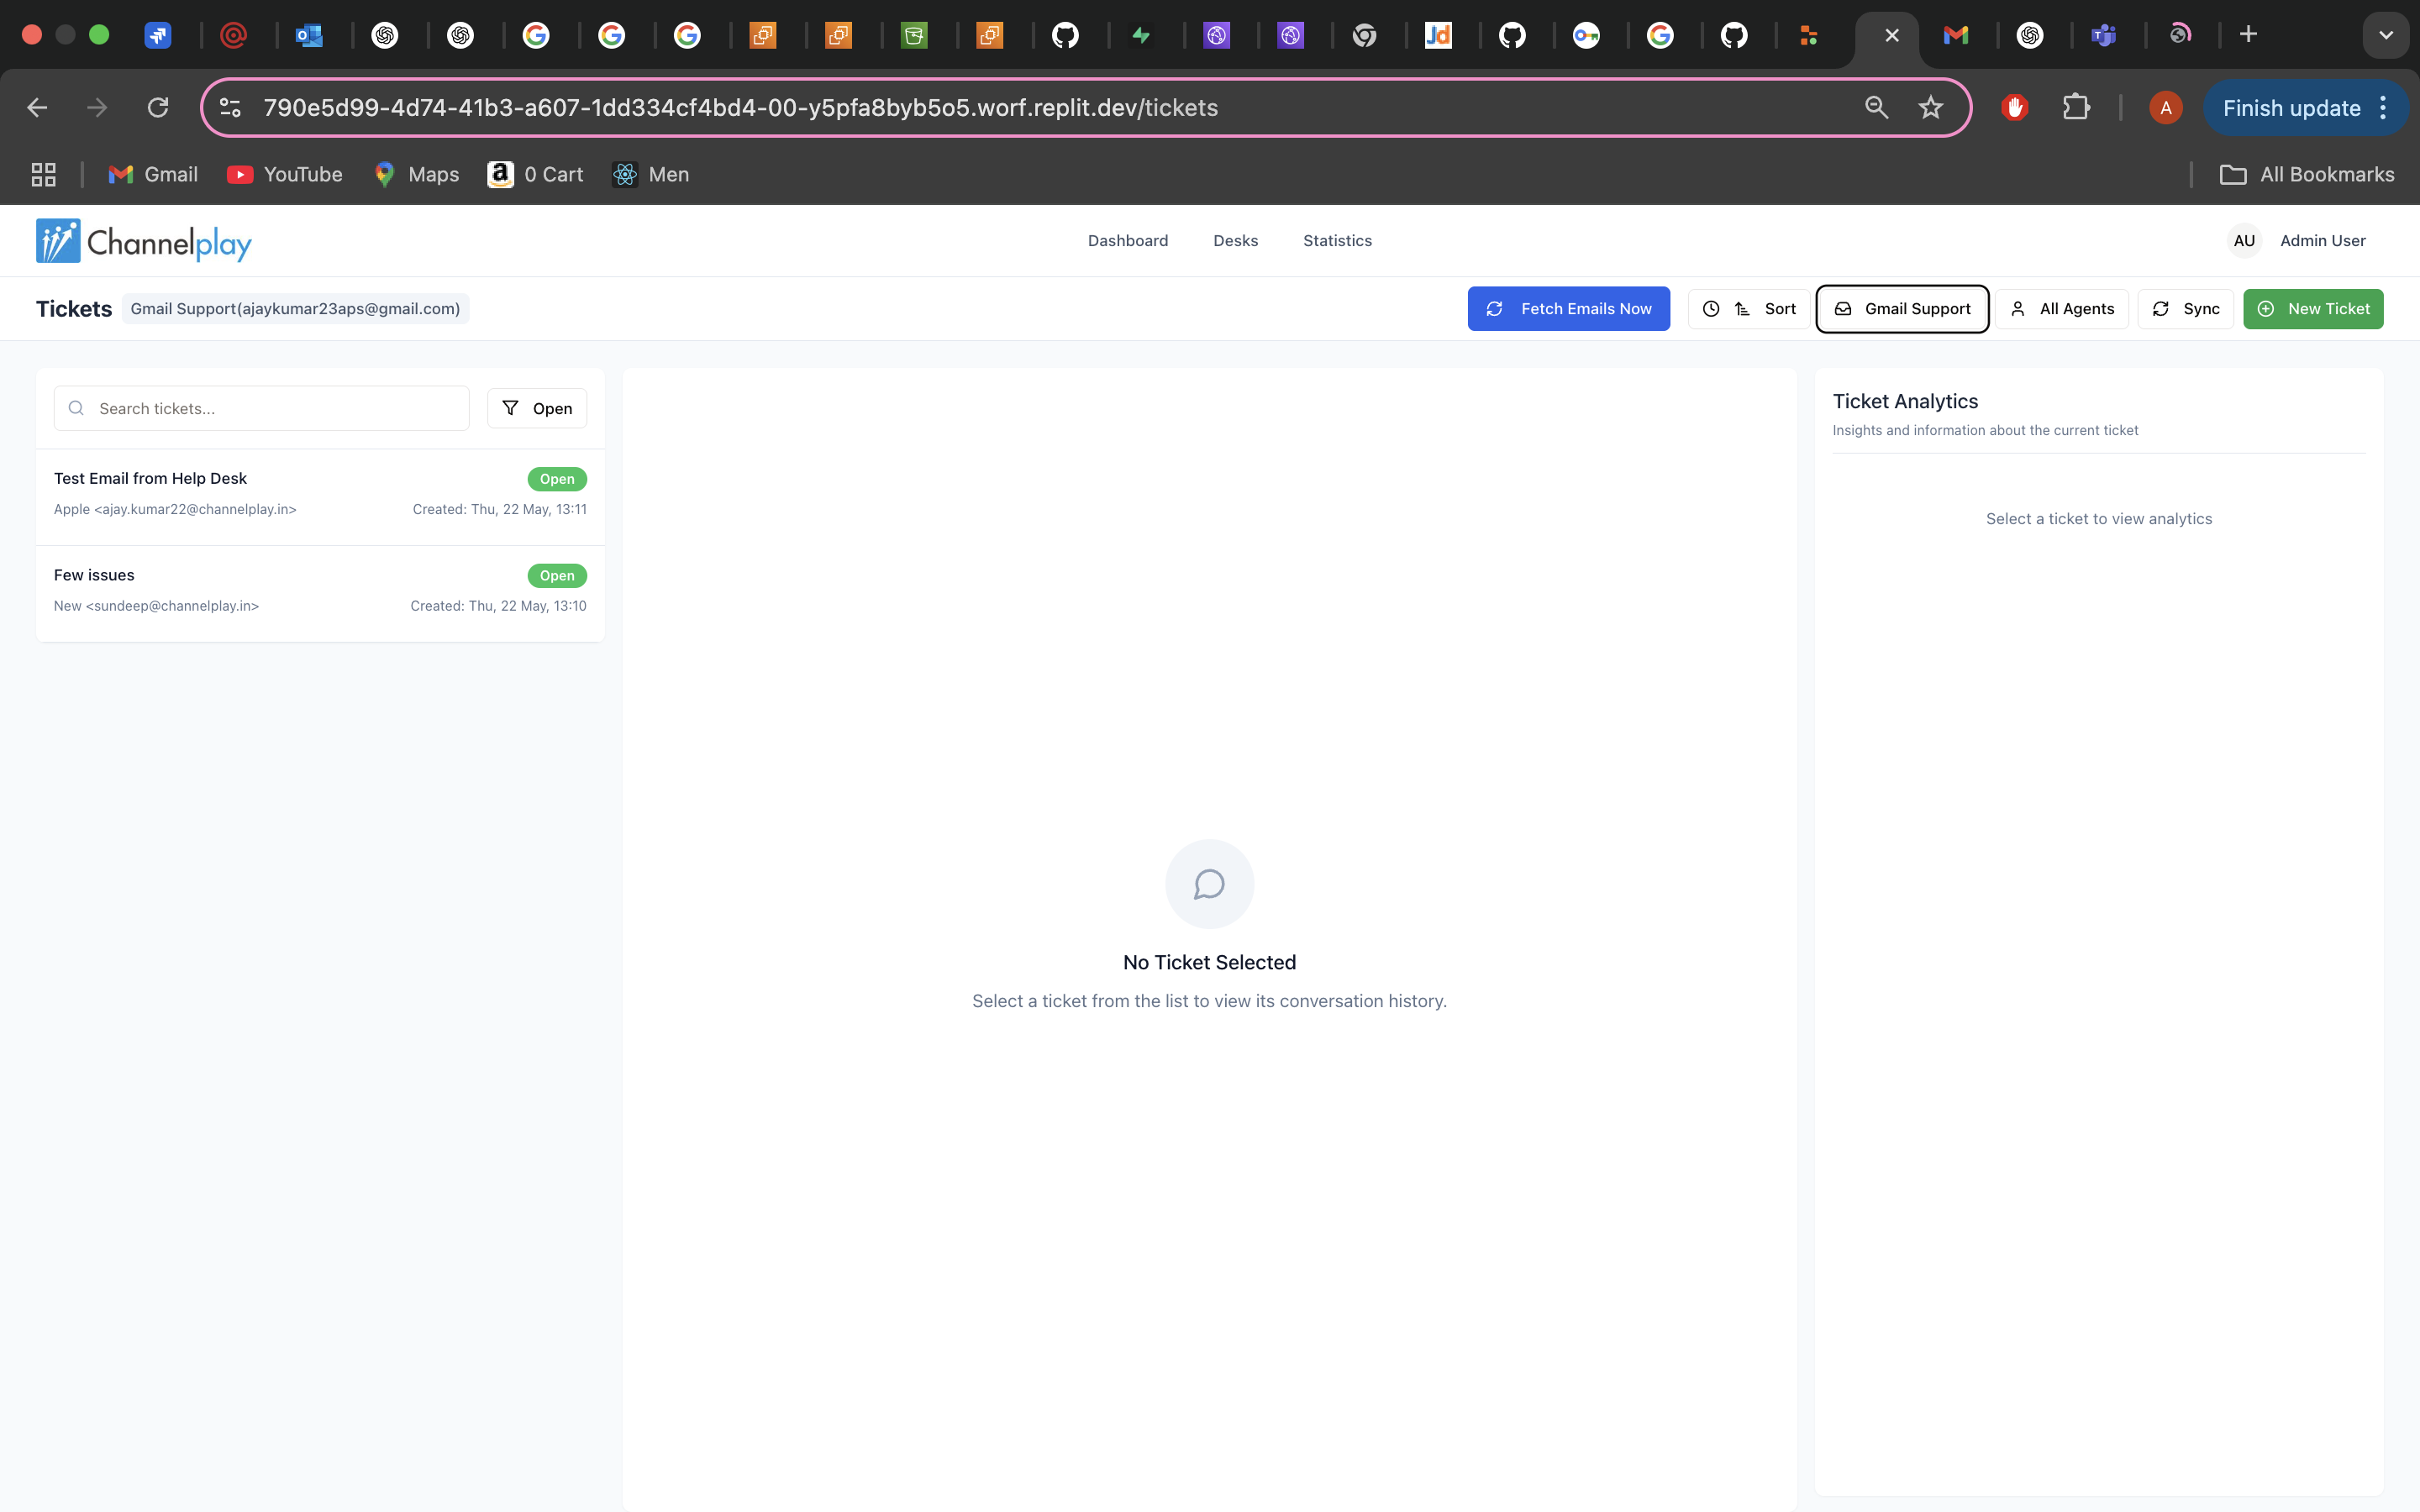 790e5d99-4d74-41b3-a607-1dd334cf4bd4-00-y5pfa8byb5o5.worf.replit.dev/tickets
A
Finish update
Gmail
YouTube
Maps
0 Cart
Men
All Bookmarks
Channelplay
Dashboard
Desks
Statistics
AU
Admin User
Tickets
Gmail Support(ajaykumar23aps@gmail.com)
Fetch Emails Now
Sort
Gmail Support
All Agents
Sync
New Ticket
Search tickets...
Open
Test Email from Help Desk
Open
Apple <ajay.kumar22@channelplay.in>
Created: Thu, 22 May, 13:11
Few issues
Open
New <sundeep@channelplay.in>
Created: Thu, 22 May, 13:10
No Ticket Selected
Select a ticket from the list to view its conversation history.
Ticket Analytics
Insights and information about the current ticket
Select a ticket to view analytics